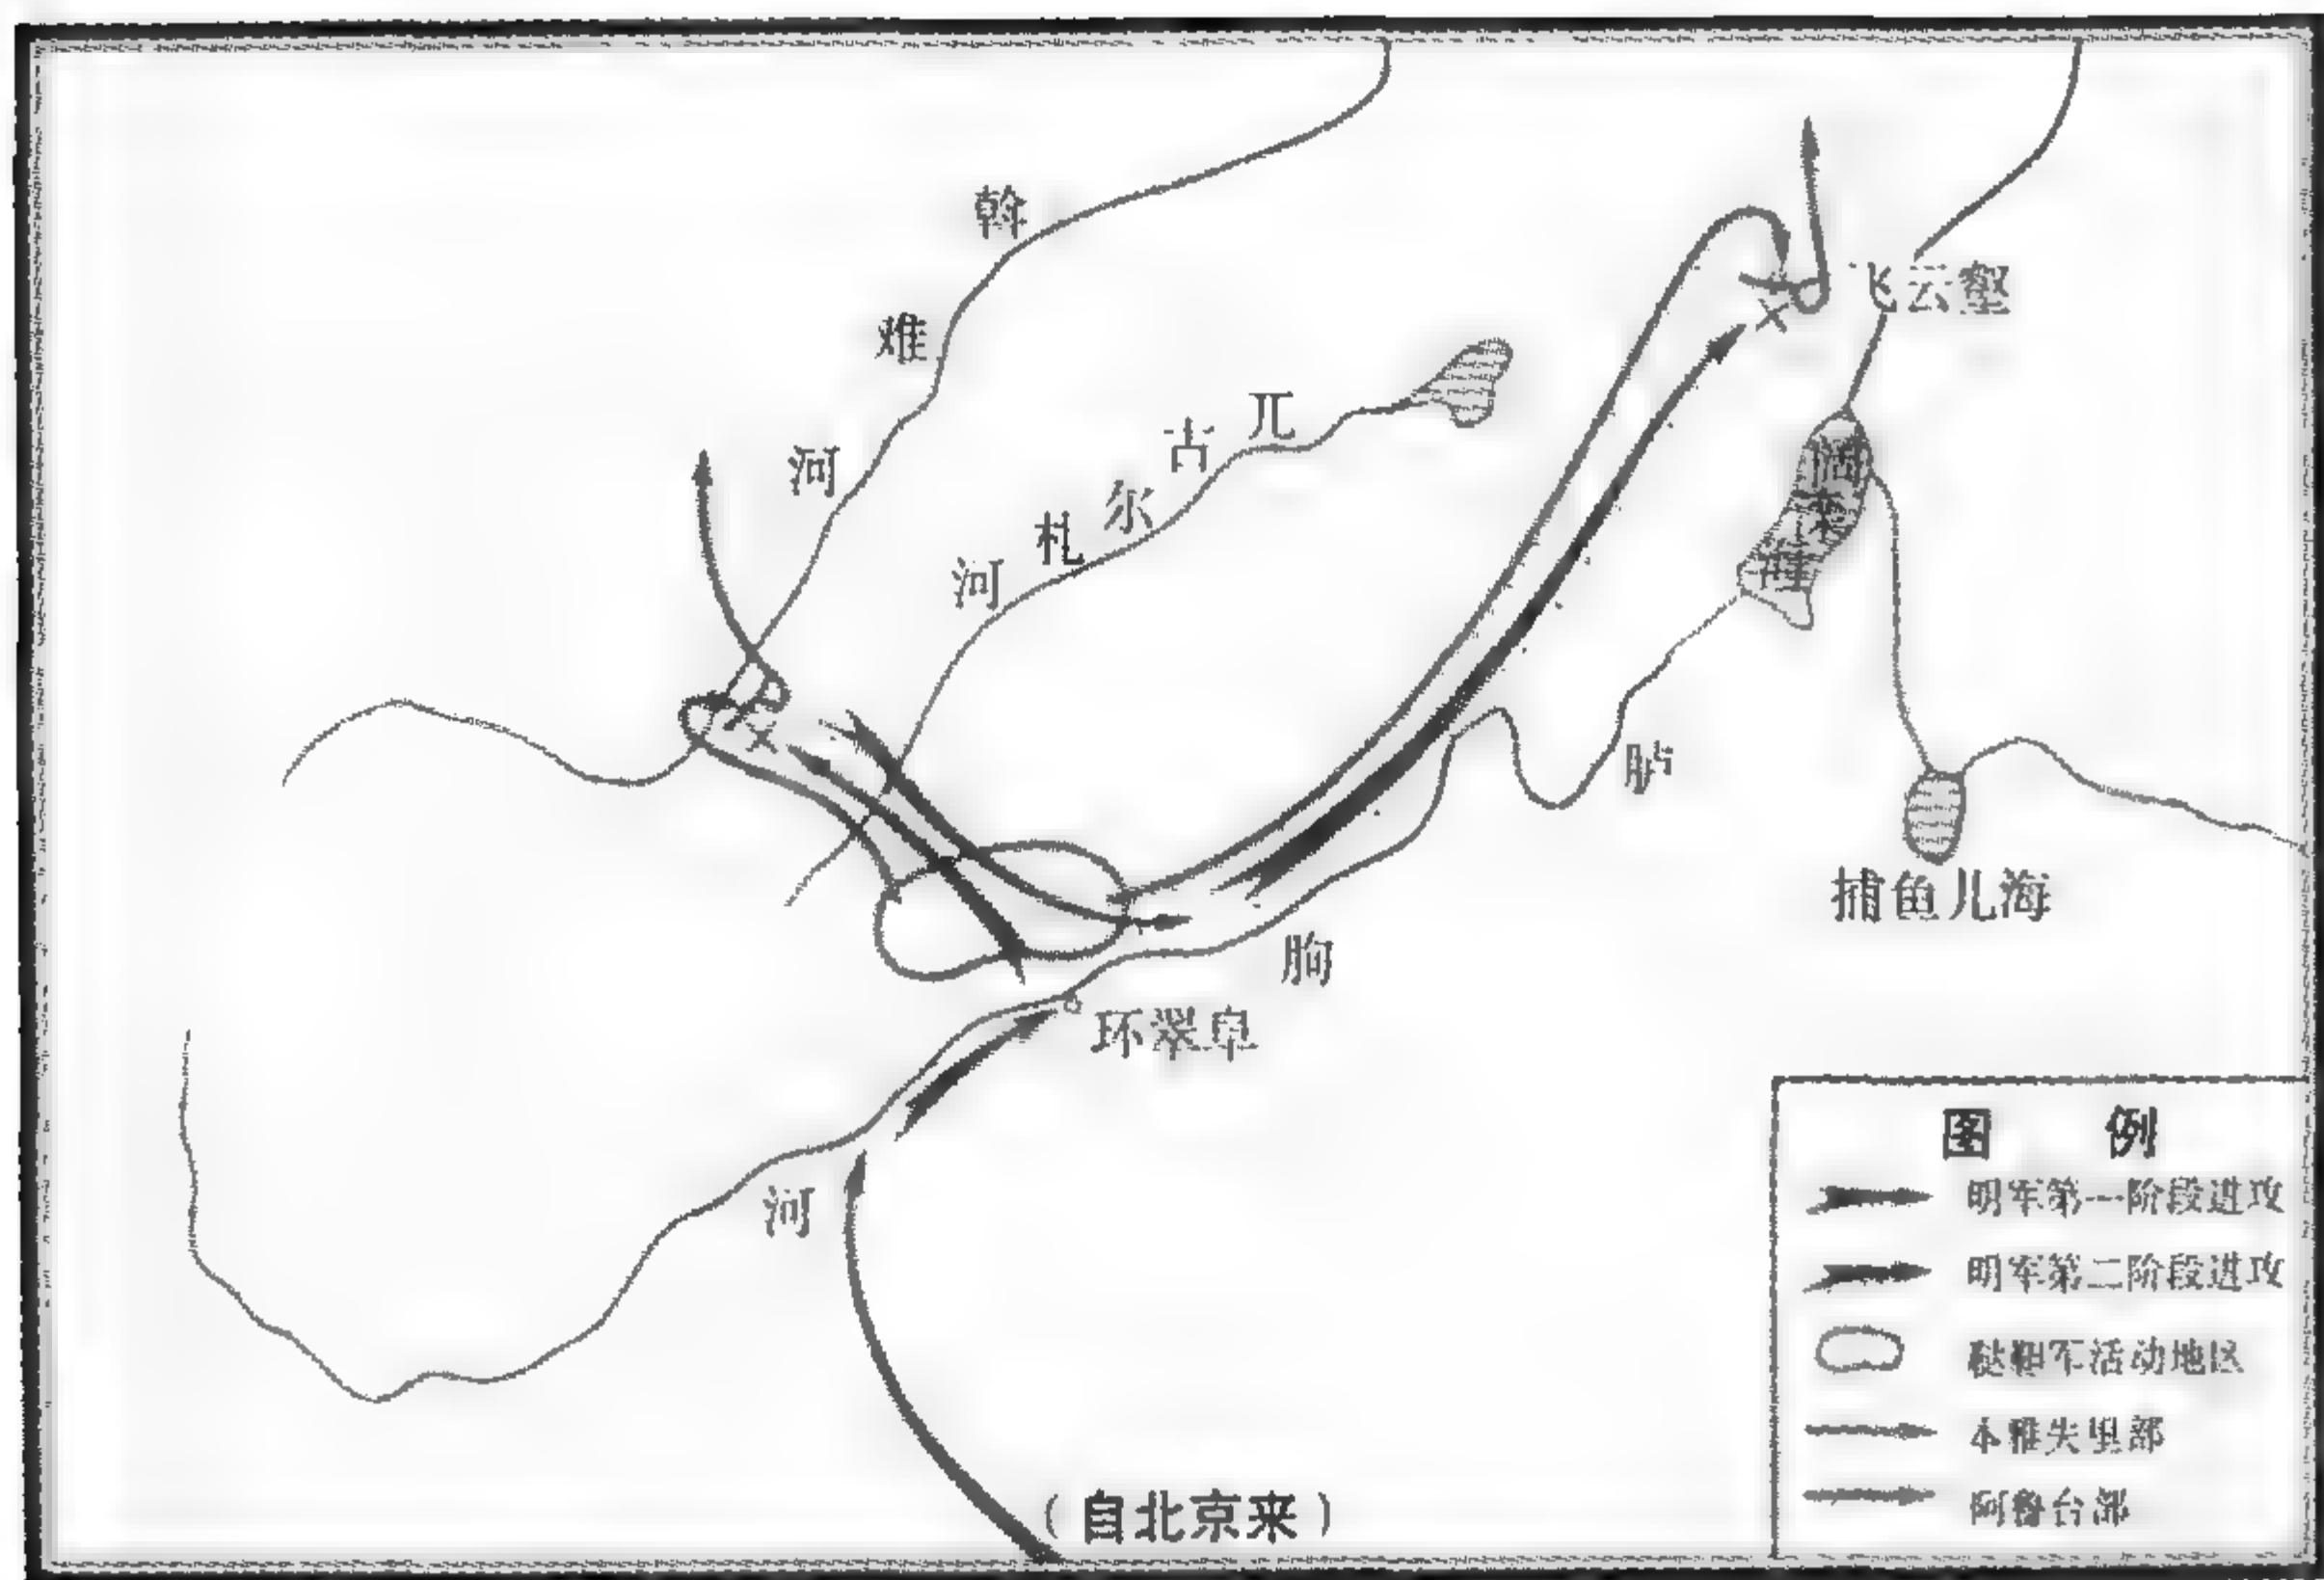 斡难河
兀古尔札河
飞云壑
阔栾海
胪朐河
捕鱼儿海
环翠阜
(自北京来)
图 例
明军第一阶段进攻
明军第二阶段进攻
鞑靼军活动地区
本雅失里部
阿鲁台部